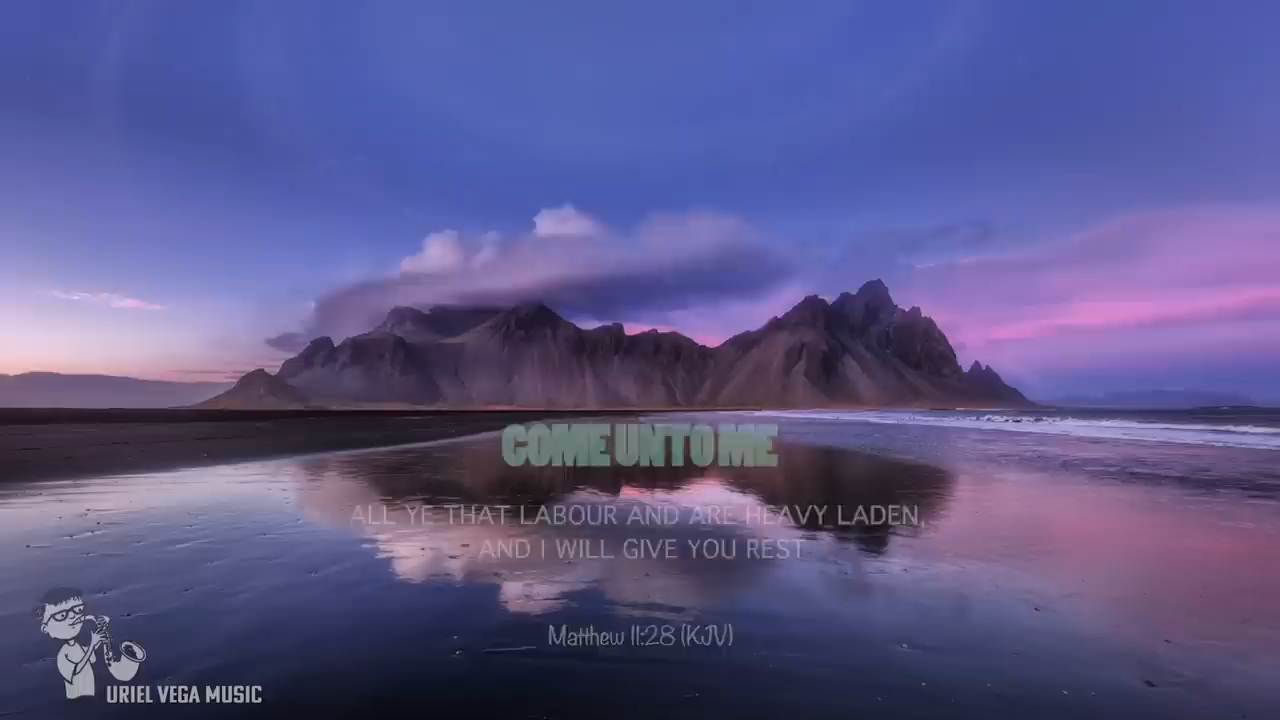 COME UNTO ME
ALL YE THAT LABOUR AND ARE HEAVY LADEN,
AND I WILL GIVE YOU REST
Matthew 11:28 (KJV)
URIEL VEGA MUSIC